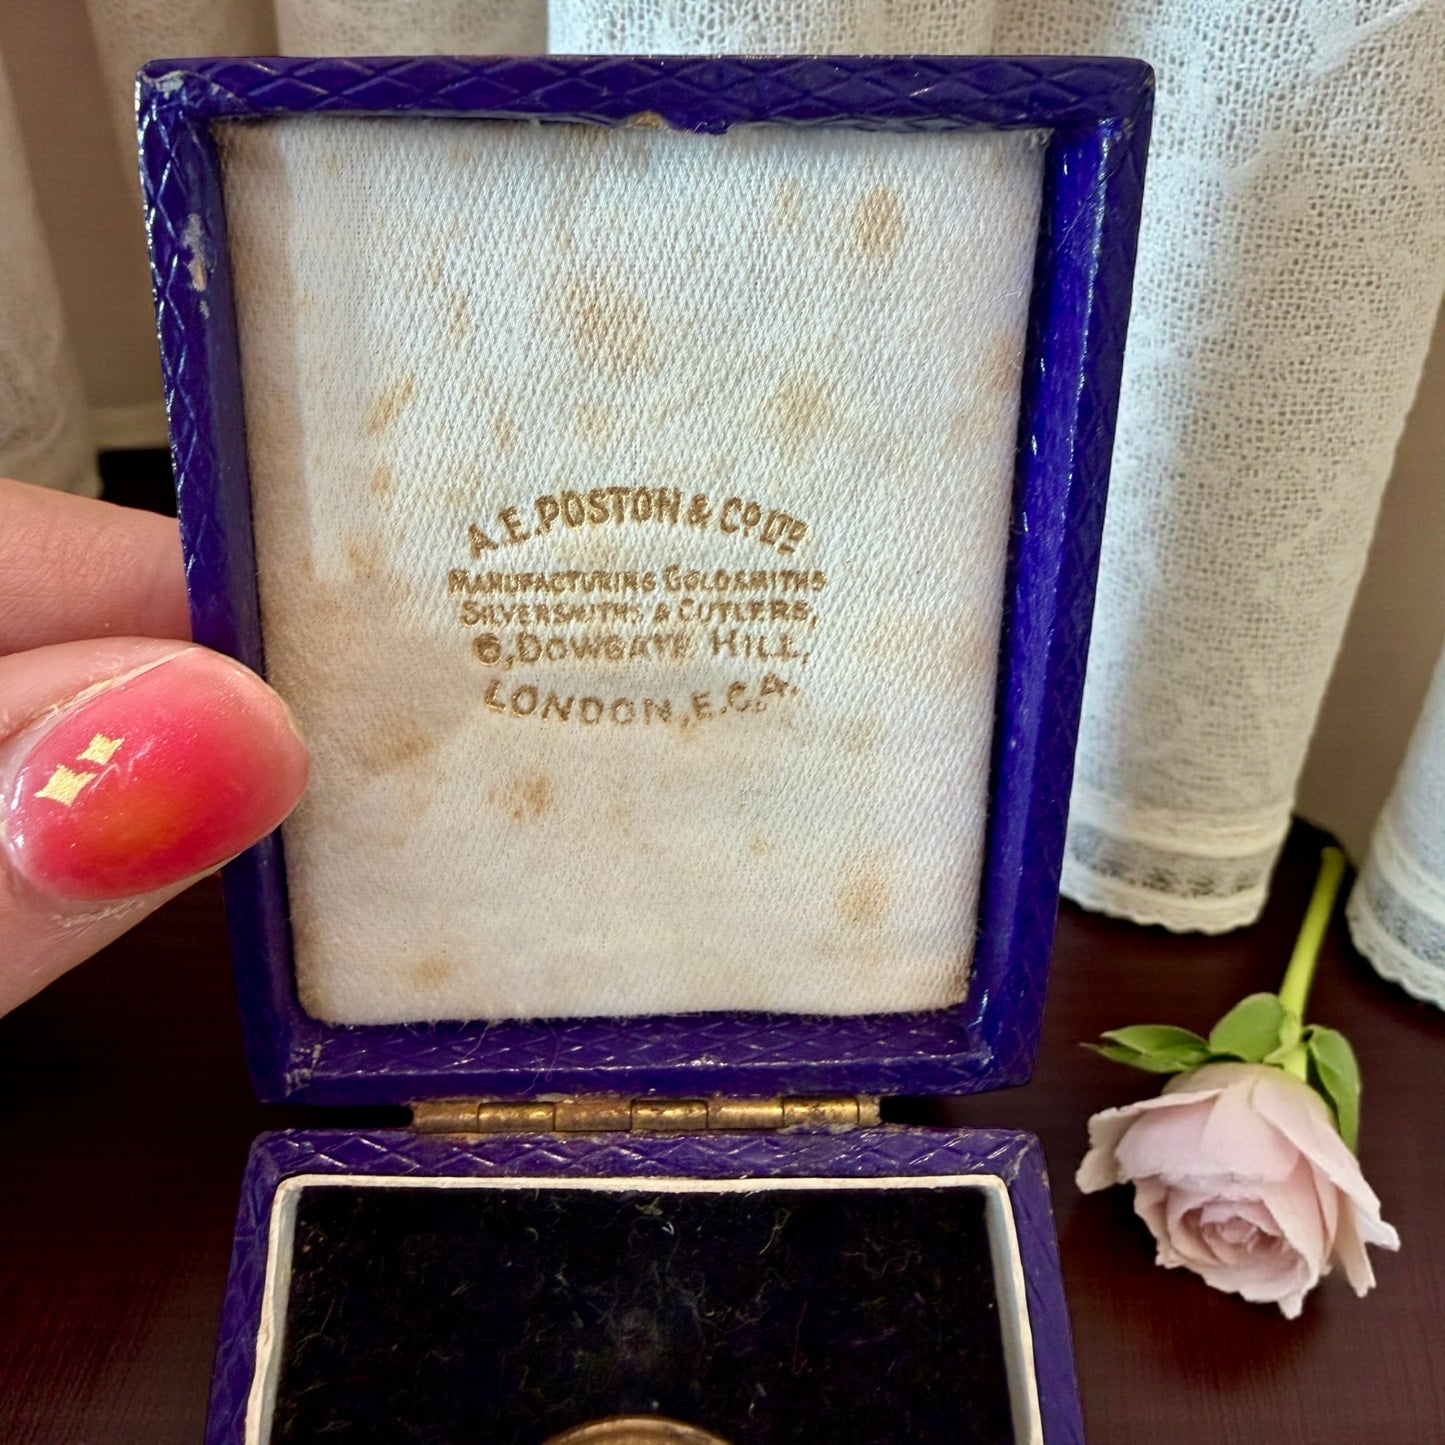 A.E. POSTON & Co LTD
MANUFACTURING GOLDSMITHS
SILVERSMITHS & CUTLERS,
6, DOWGATE HILL,
LONDON, E.C.4.